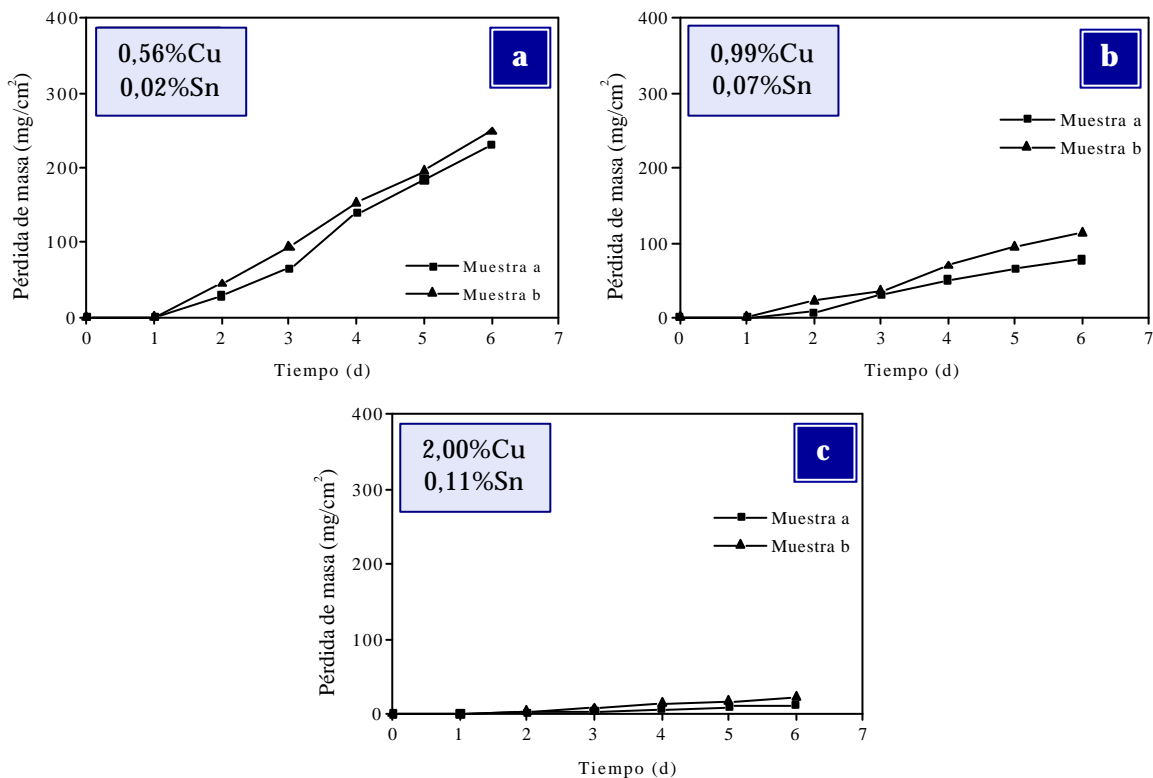 400
300
200
100
0
Pérdida de masa (mg/cm²)
0,56%Cu
0,02%Sn
a
Muestra a
Muestra b
0 1 2 3 4 5 6 7
Tiempo (d)
400
300
200
100
0
Pérdida de masa (mg/cm²)
0,99%Cu
0,07%Sn
b
Muestra a
Muestra b
0 1 2 3 4 5 6 7
Tiempo (d)
400
300
200
100
0
Pérdida de masa (mg/cm²)
2,00%Cu
0,11%Sn
c
Muestra a
Muestra b
0 1 2 3 4 5 6 7
Tiempo (d)